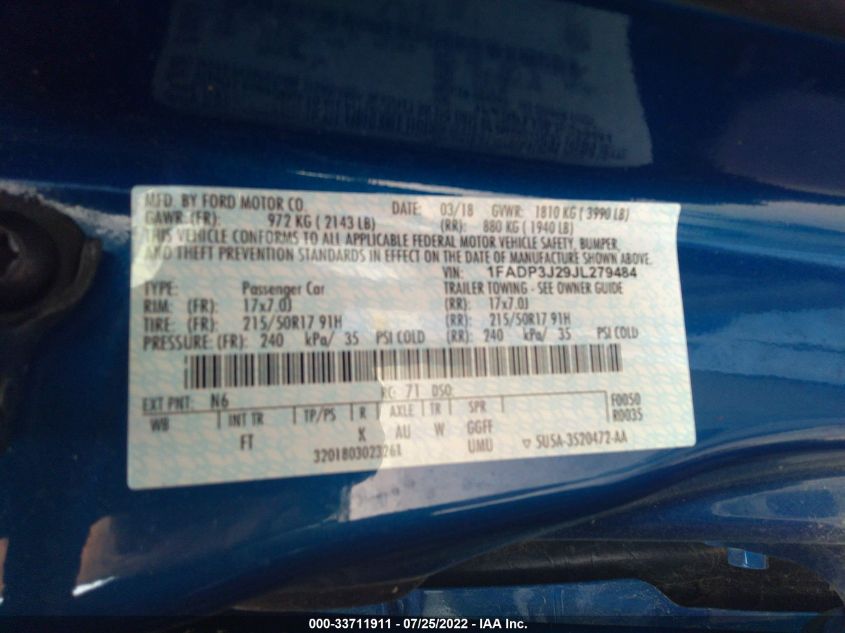 MFD. BY FORD MOTOR CO.
DATE: 03/18 GVWR: 1810 KG ( 3990 LB)
GAWR: (FR): 972 KG ( 2143 LB) (RR): 880 KG ( 1940 LB)
THIS VEHICLE CONFORMS TO ALL APPLICABLE FEDERAL MOTOR VEHICLE SAFETY, BUMPER,
AND THEFT PREVENTION STANDARDS IN EFFECT ON THE DATE OF MANUFACTURE SHOWN ABOVE.
VIN: 1FADP3J29JL279484
TYPE: Passenger Car TRAILER TOWING - SEE OWNER GUIDE
RIM: (FR): 17x7.0J (RR): 17x7.0J
TIRE: (FR): 215/50R17 91H (RR): 215/50R17 91H
PRESSURE: (FR): 240 kPa/ 35 PSI COLD (RR): 240 kPa/ 35 PSI COLD
EXT PNT: N6 RC: 71 DSO: F0050
WB INT TR TP/PS R AXLE TR SPR R0035
FT K AU W GGFF
3201803023261 UMU ▽ SU5A-3520472-AA
000-33711911 - 07/25/2022 - IAA Inc.